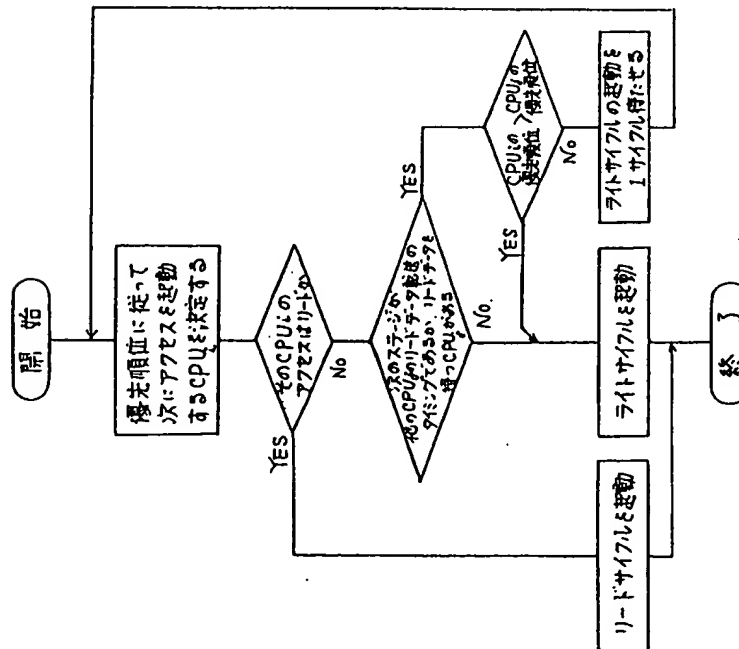 開始
優先順位に従って
次にアクセスを起動
するCPUiを決定する
そのCPUiの
アクセスはリードか
YES
NO
次のステージが
他のCPUjのリードデータ転送の
タイミングであるか、リードデータを
持つCPUがある
YES
NO
CPUiの
優先順位
>
CPUjの
優先順位
YES
NO
ライトサイクルの起動を
1サイクル待たせる
ライトサイクルを起動
リードサイクルを起動
終了